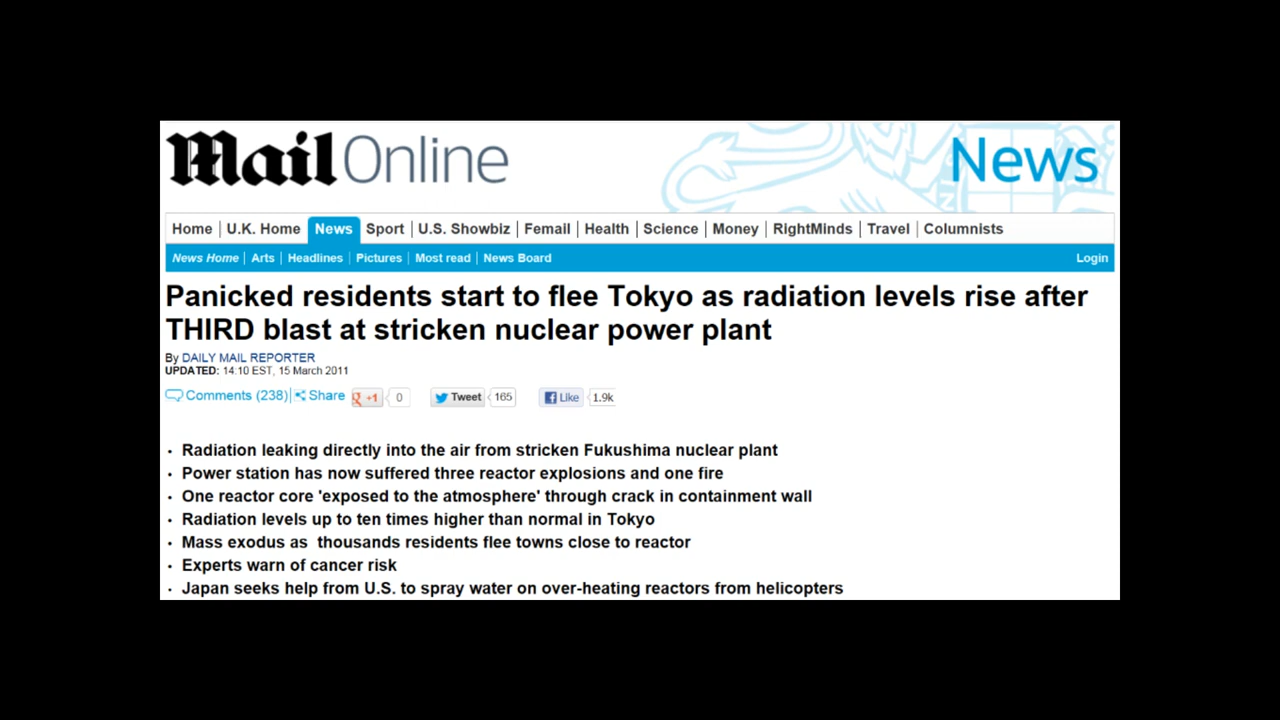 Mail Online
News
Home | U.K. Home | News | Sport | U.S. Showbiz | Femail | Health | Science | Money | RightMinds | Travel | Columnists
News Home | Arts | Headlines | Pictures | Most read | News Board Login
Panicked residents start to flee Tokyo as radiation levels rise after
THIRD blast at stricken nuclear power plant
By DAILY MAIL REPORTER
UPDATED: 14:10 EST, 15 March 2011
Comments (238) | Share g +1 0 Tweet 165 Like 1.9k
• Radiation leaking directly into the air from stricken Fukushima nuclear plant
• Power station has now suffered three reactor explosions and one fire
• One reactor core 'exposed to the atmosphere' through crack in containment wall
• Radiation levels up to ten times higher than normal in Tokyo
• Mass exodus as thousands residents flee towns close to reactor
• Experts warn of cancer risk
• Japan seeks help from U.S. to spray water on over-heating reactors from helicopters